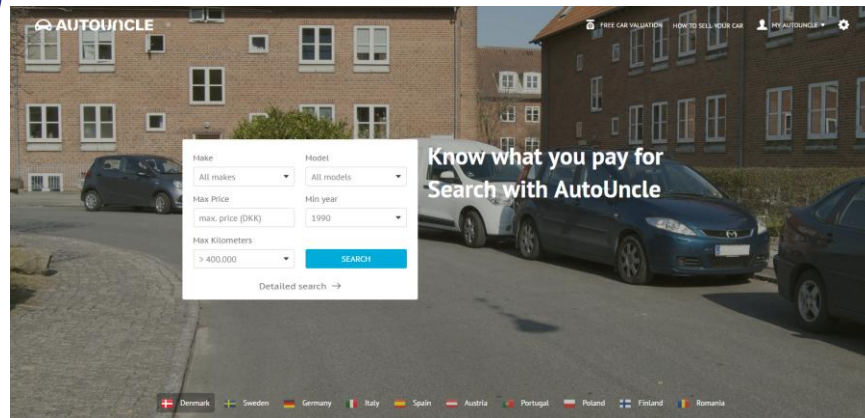 AUTOUNCLE
FREE CAR VALUATION HOW TO SELL YOUR CAR MY AUTOUNCLE
Make Model
All makes All models
Max Price Min year
max. price (DKK) 1990
Max Kilometers
> 400.000 SEARCH
Detailed search →
Know what you pay for
Search with AutoUncle
Denmark Sweden Germany Italy Spain Austria Portugal Poland Finland Romania